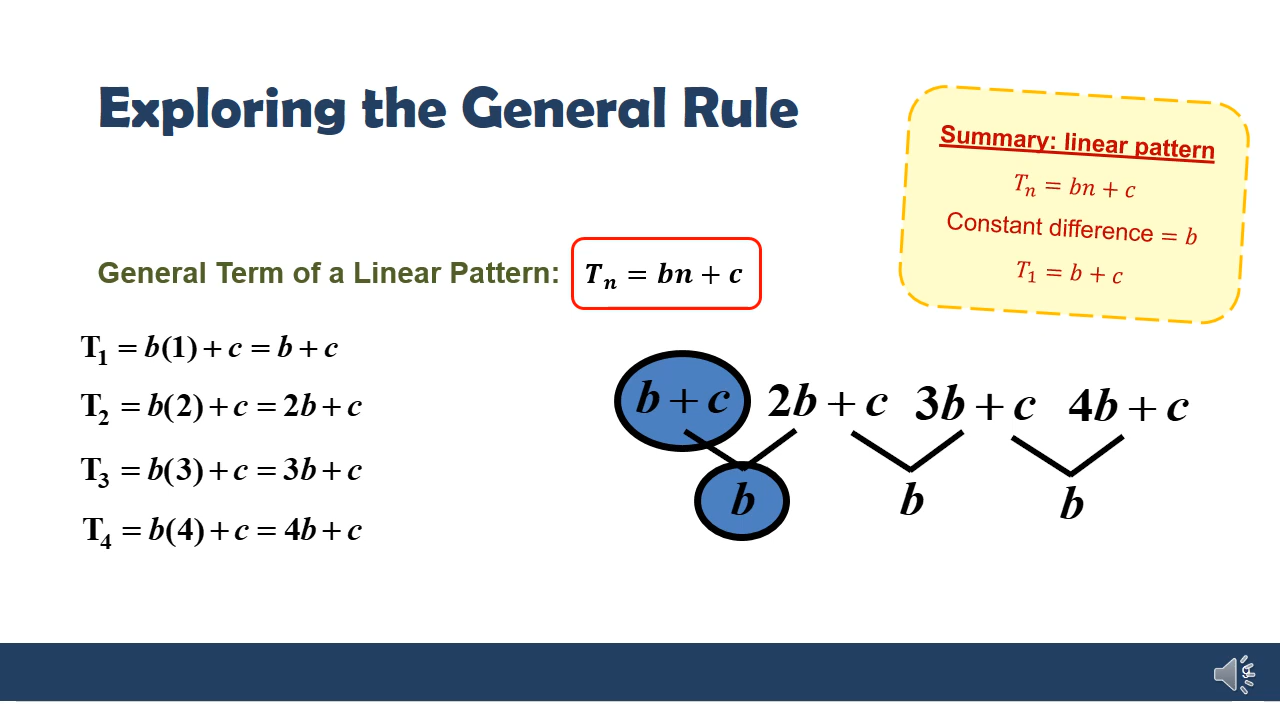 Exploring the General Rule
Summary: linear pattern
Tₙ = bn + c
Constant difference = b
T₁ = b + c
General Term of a Linear Pattern: Tₙ = bn + c
T₁ = b(1) + c = b + c
T₂ = b(2) + c = 2b + c
T₃ = b(3) + c = 3b + c
T₄ = b(4) + c = 4b + c
b + c 2b + c 3b + c 4b + c
b b b